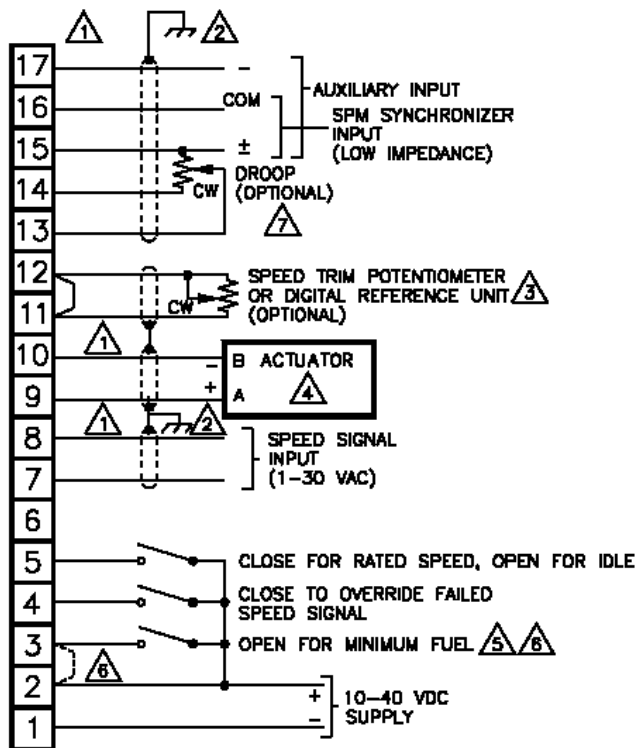 1 2
17 -
AUXILIARY INPUT
16 COM
SPM SYNCHRONIZER
INPUT
(LOW IMPEDANCE)
15 ±
DROOP
14 CW (OPTIONAL)
7
13
12 SPEED TRIM POTENTIOMETER
CW OR DIGITAL REFERENCE UNIT 3
11 (OPTIONAL)
1
10 - B ACTUATOR
9 + A 4
1 2
8 SPEED SIGNAL
INPUT
7 (1-30 VAC)
6
5 CLOSE FOR RATED SPEED, OPEN FOR IDLE
4 CLOSE TO OVERRIDE FAILED
SPEED SIGNAL
3 OPEN FOR MINIMUM FUEL 5 6
6
2 + 10-40 VDC
1 - SUPPLY